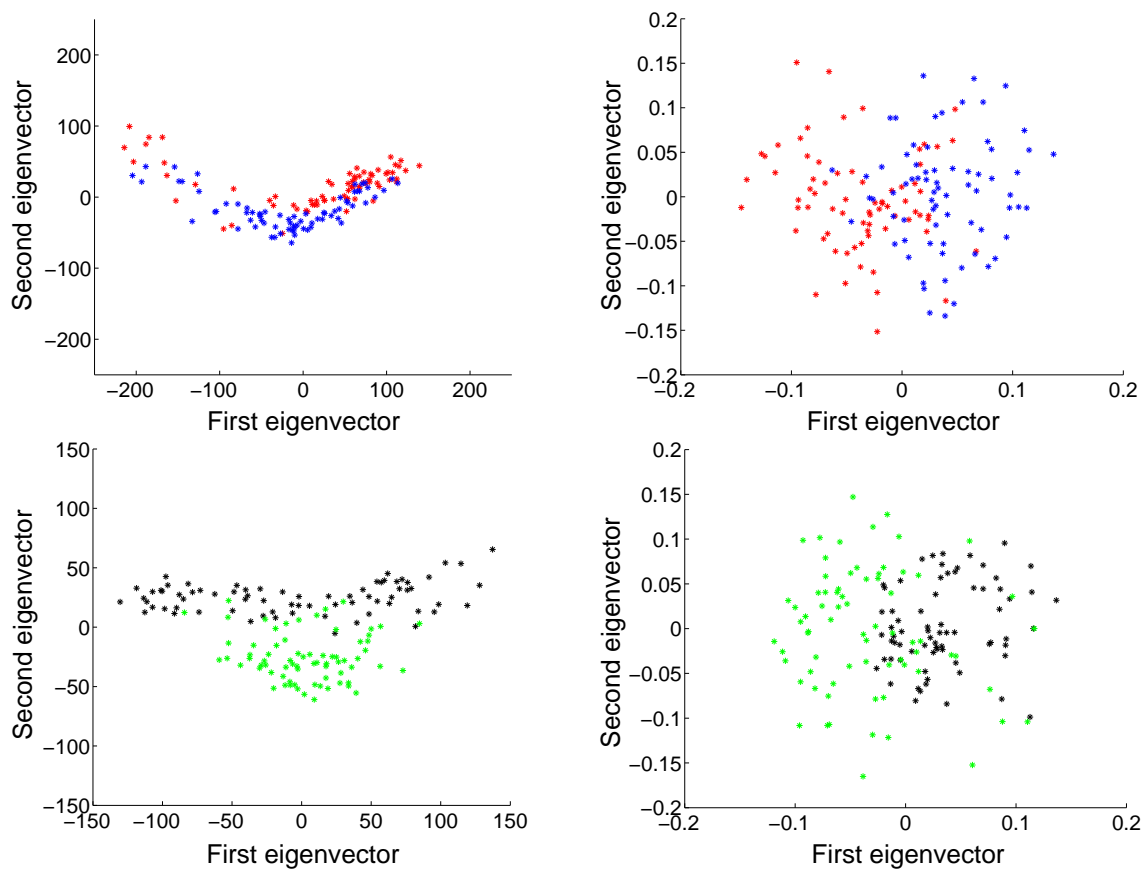 200
100
0
−100
−200
Second eigenvector
−200 −100 0 100 200
First eigenvector
0.2
0.15
0.1
0.05
0
−0.05
−0.1
−0.15
−0.2
Second eigenvector
−0.2 −0.1 0 0.1 0.2
First eigenvector
150
100
50
0
−50
−100
−150
Second eigenvector
−150 −100 −50 0 50 100 150
First eigenvector
0.2
0.15
0.1
0.05
0
−0.05
−0.1
−0.15
−0.2
Second eigenvector
−0.2 −0.1 0 0.1 0.2
First eigenvector